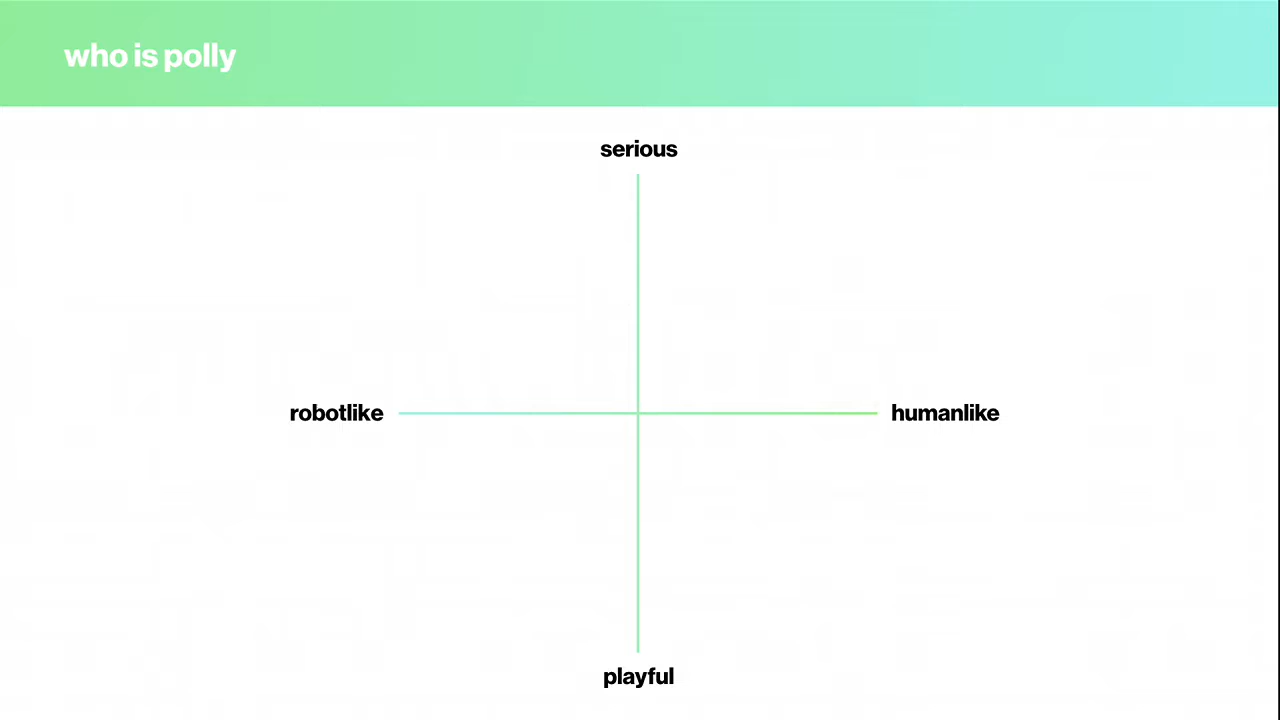 who is polly
serious
robotlike
humanlike
playful